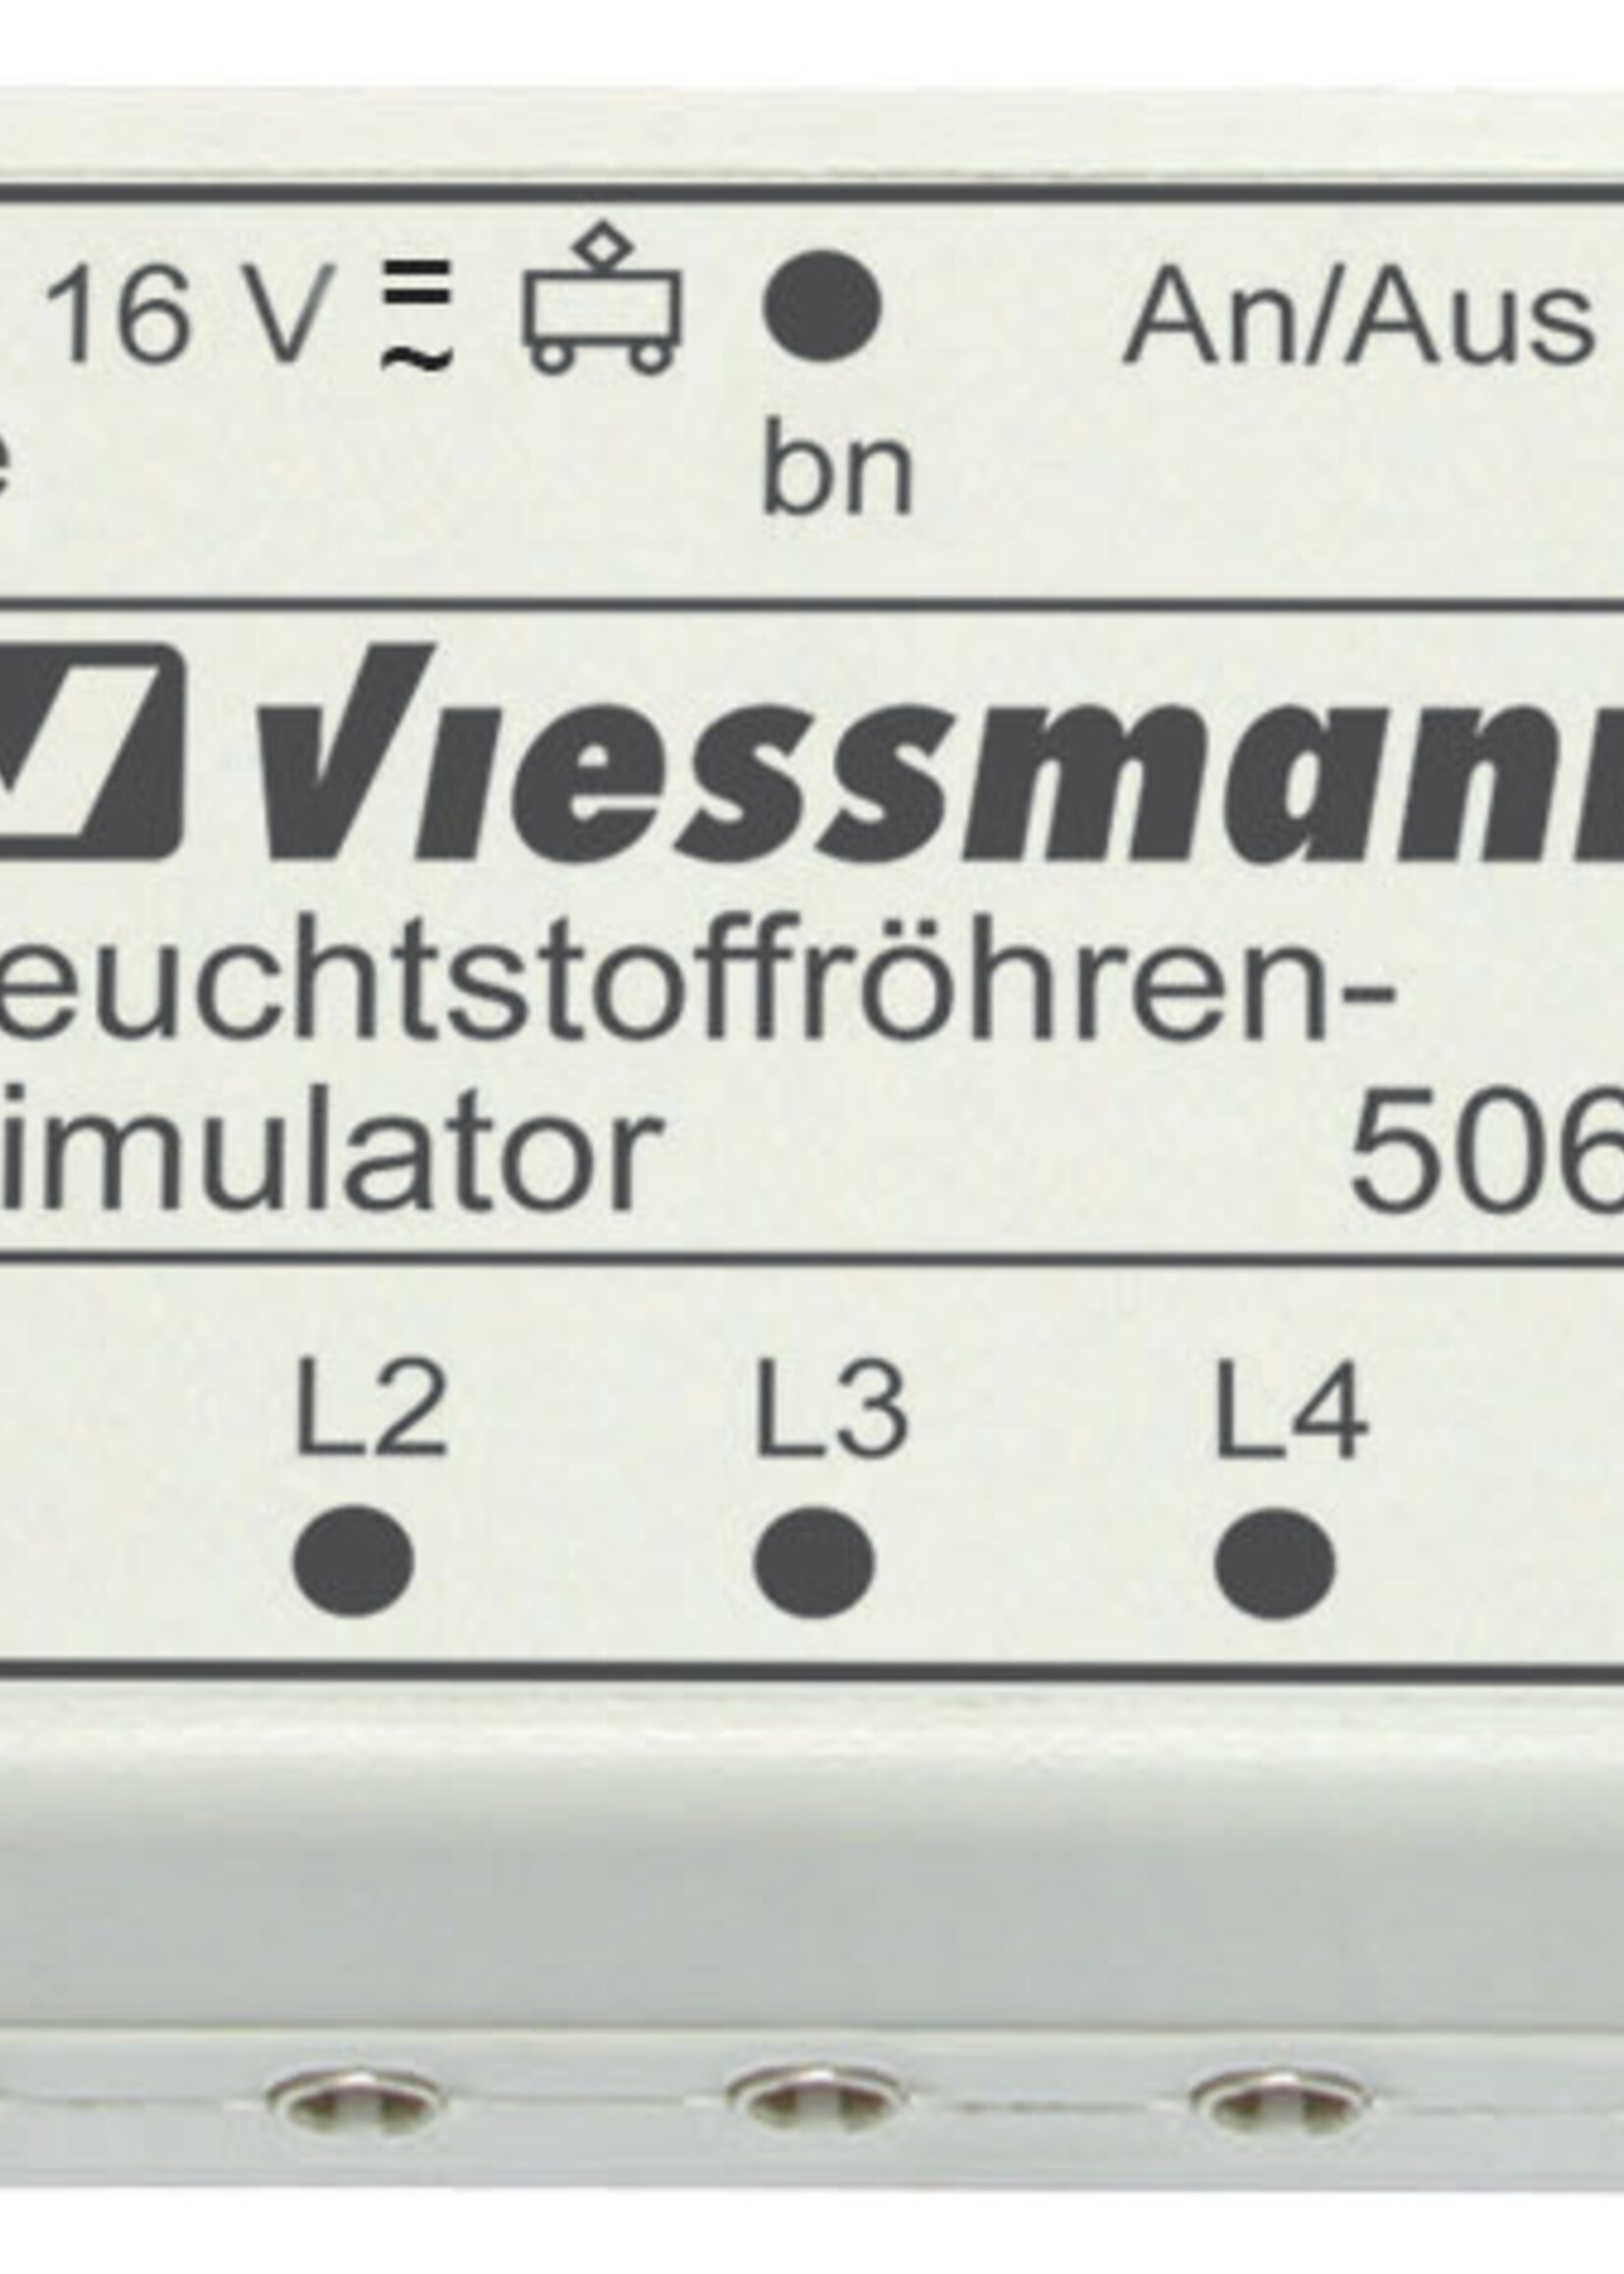 16 V An/Aus
bn
Viessmann
euchtstoffröhren-
imulator 506
L2 L3 L4